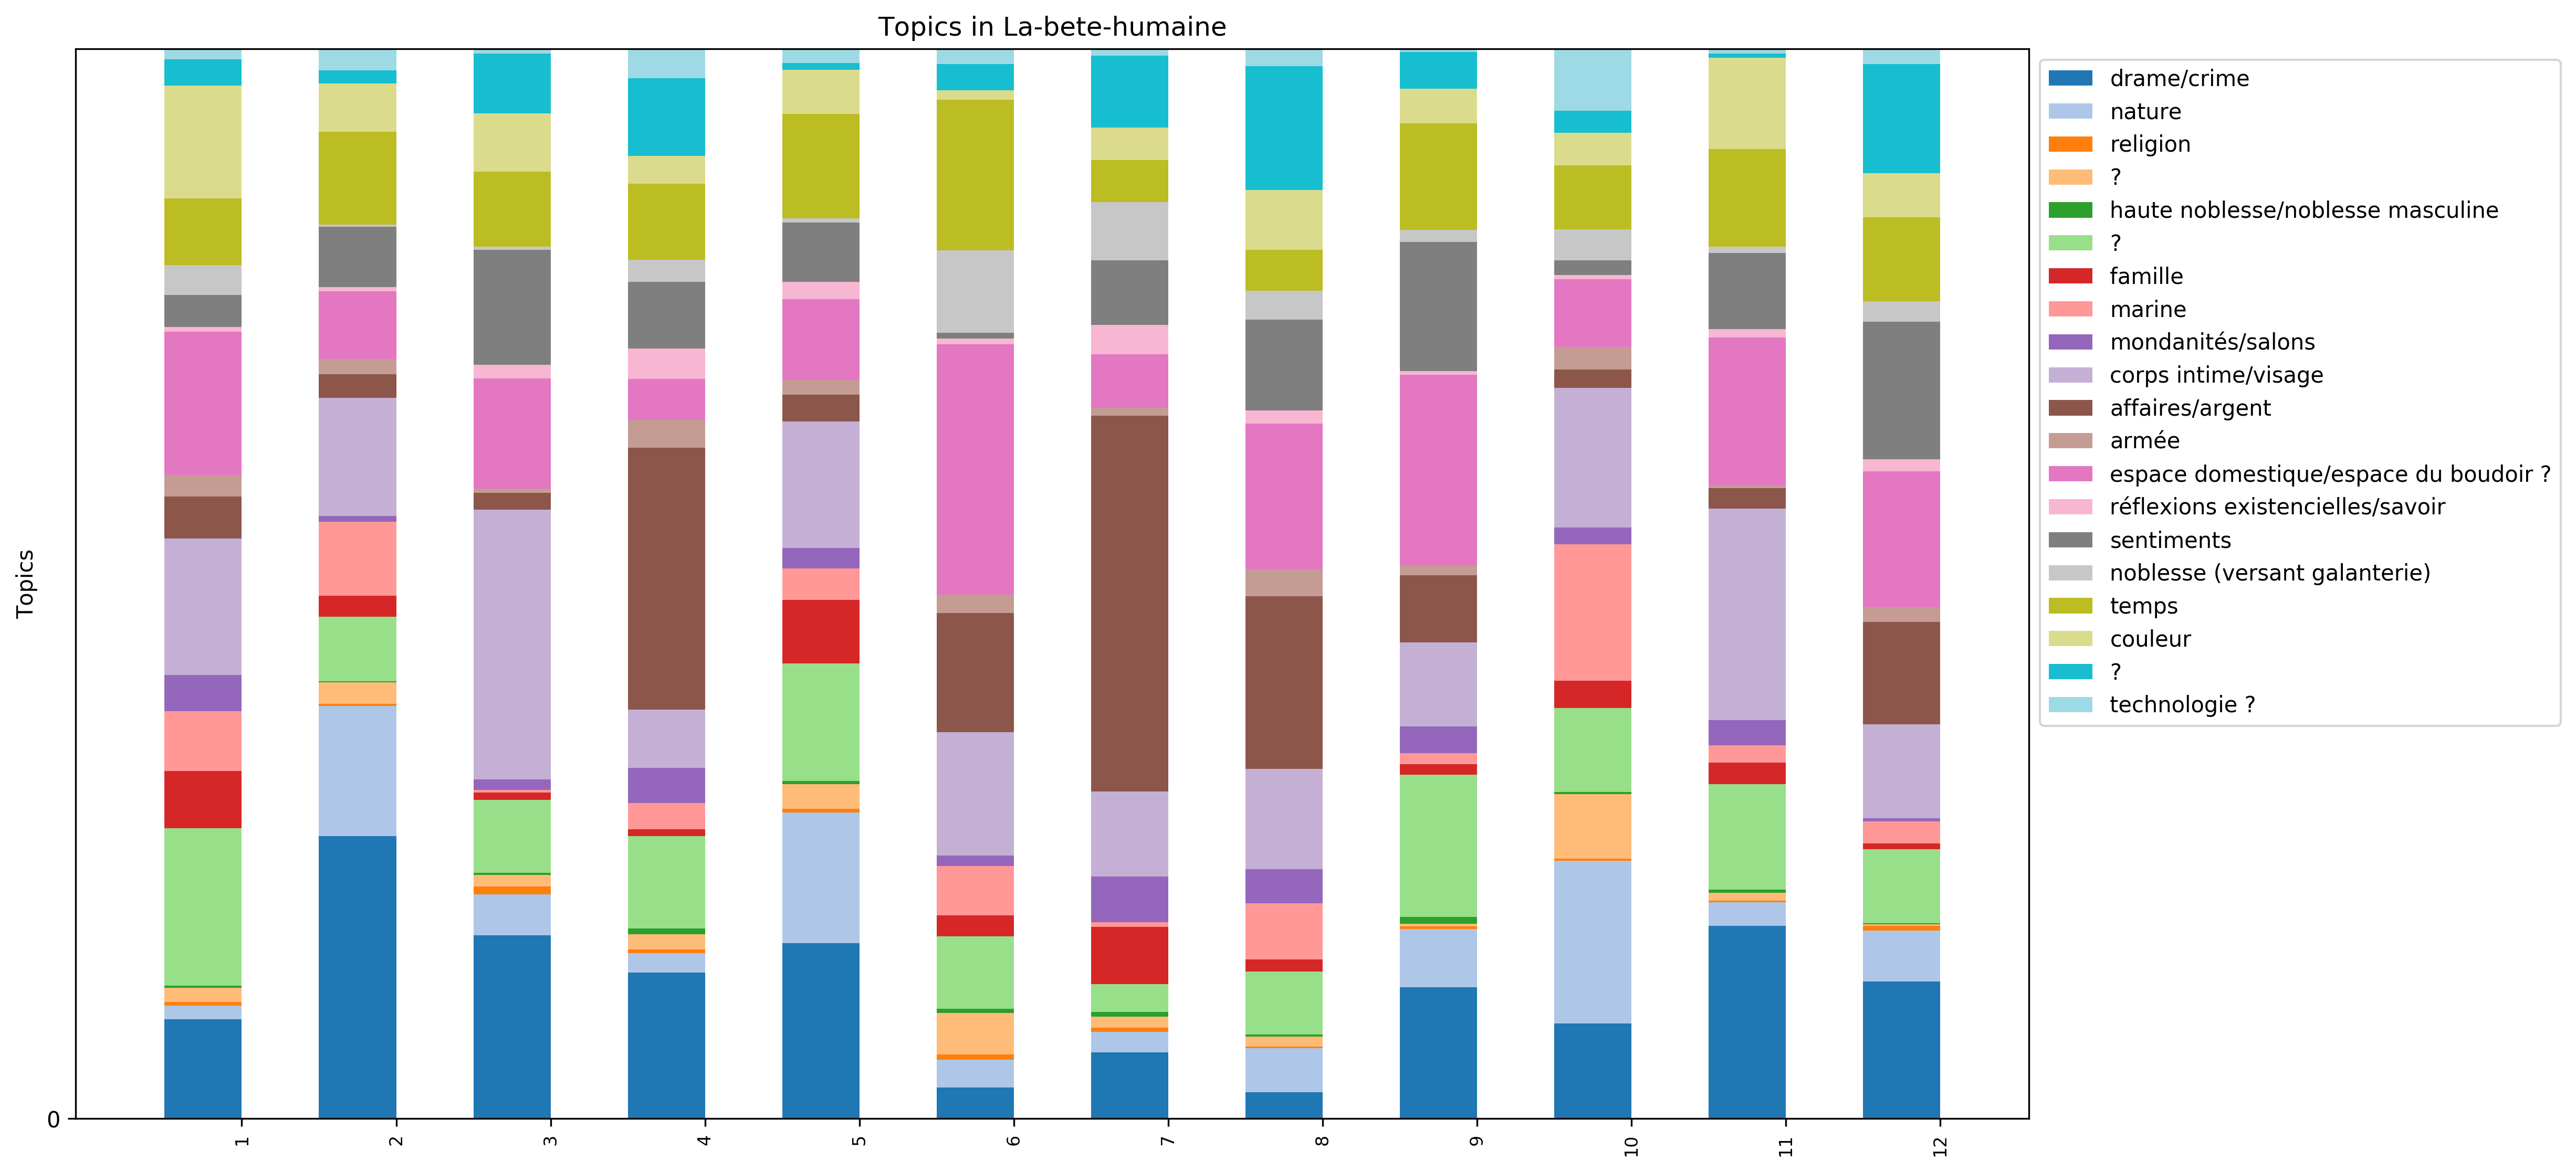 Topics in La-bete-humaine
drame/crime
nature
religion
?
haute noblesse/noblesse masculine
?
famille
marine
mondanités/salons
corps intime/visage
affaires/argent
armée
espace domestique/espace du boudoir ?
réflexions existencielles/savoir
sentiments
noblesse (versant galanterie)
temps
couleur
?
technologie ?
Topics
0
1
2
3
4
5
6
7
8
9
10
11
12